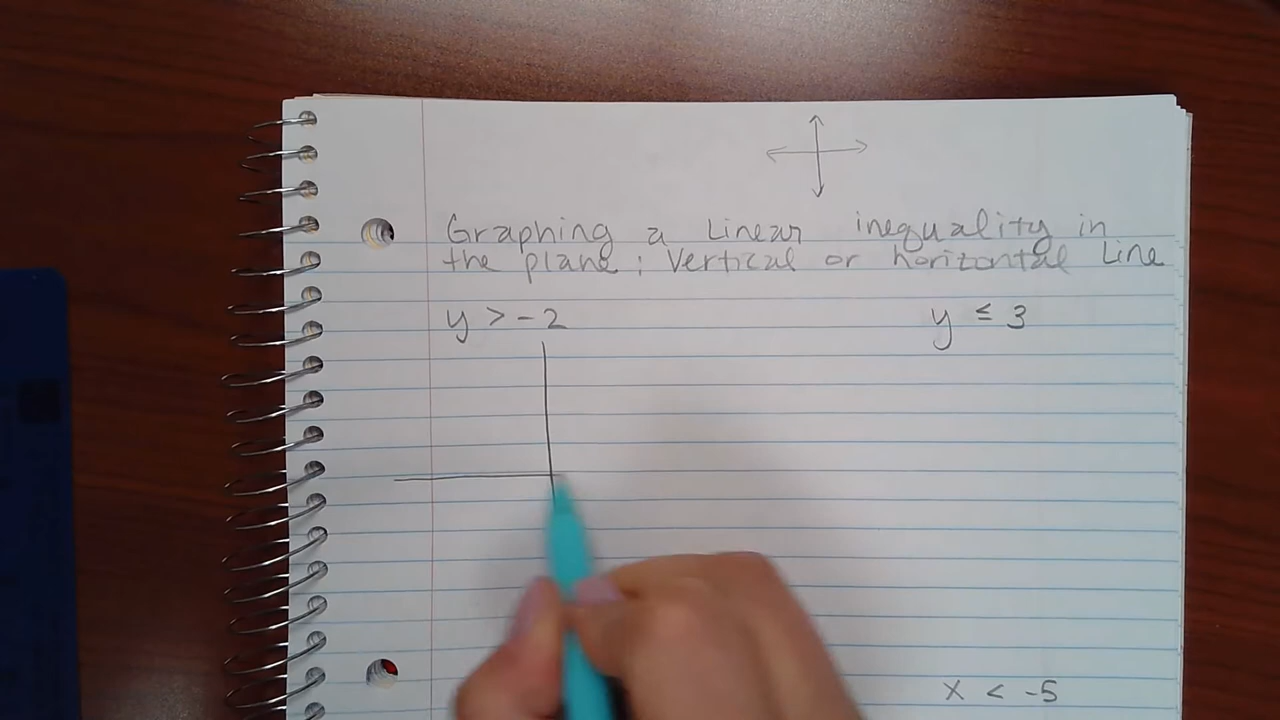 Graphing a Linear inequality in
the plane: Vertical or horizontal Line
y > -2
y ≤ 3
x < -5